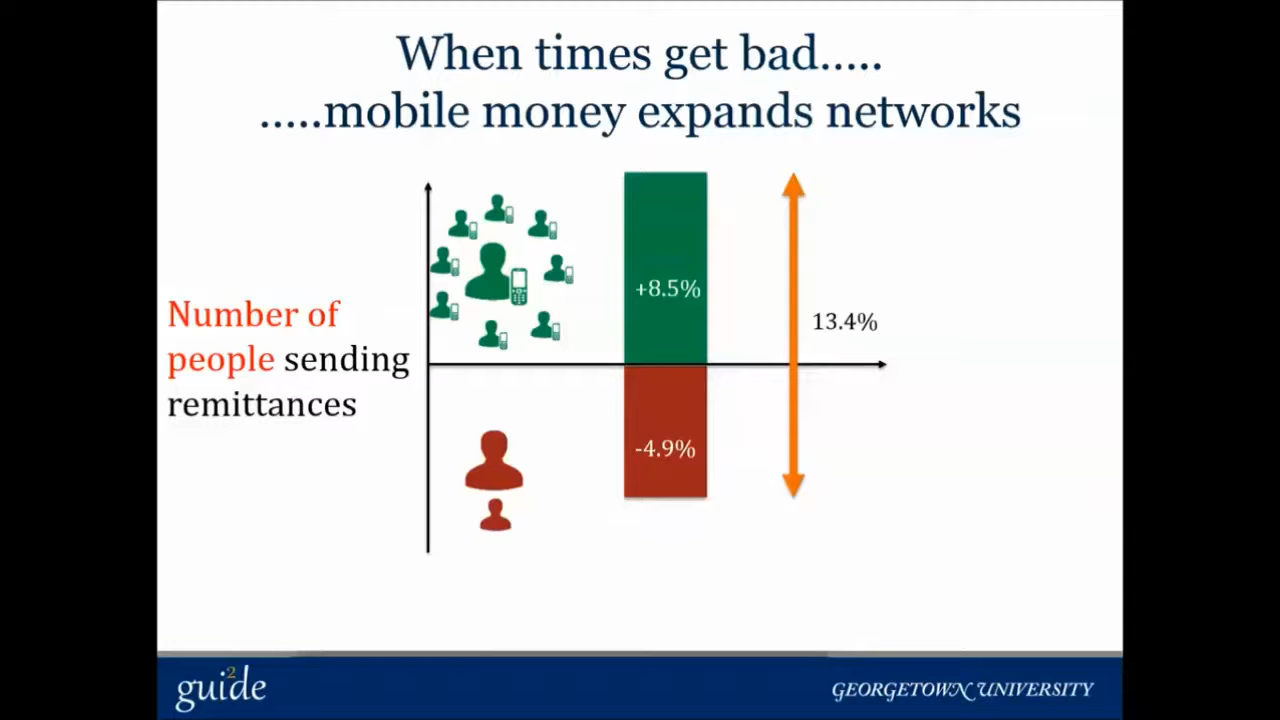 When times get bad.....
.....mobile money expands networks
+8.5%
13.4%
Number of
people sending
remittances
-4.9%
gui²de
GEORGETOWN UNIVERSITY